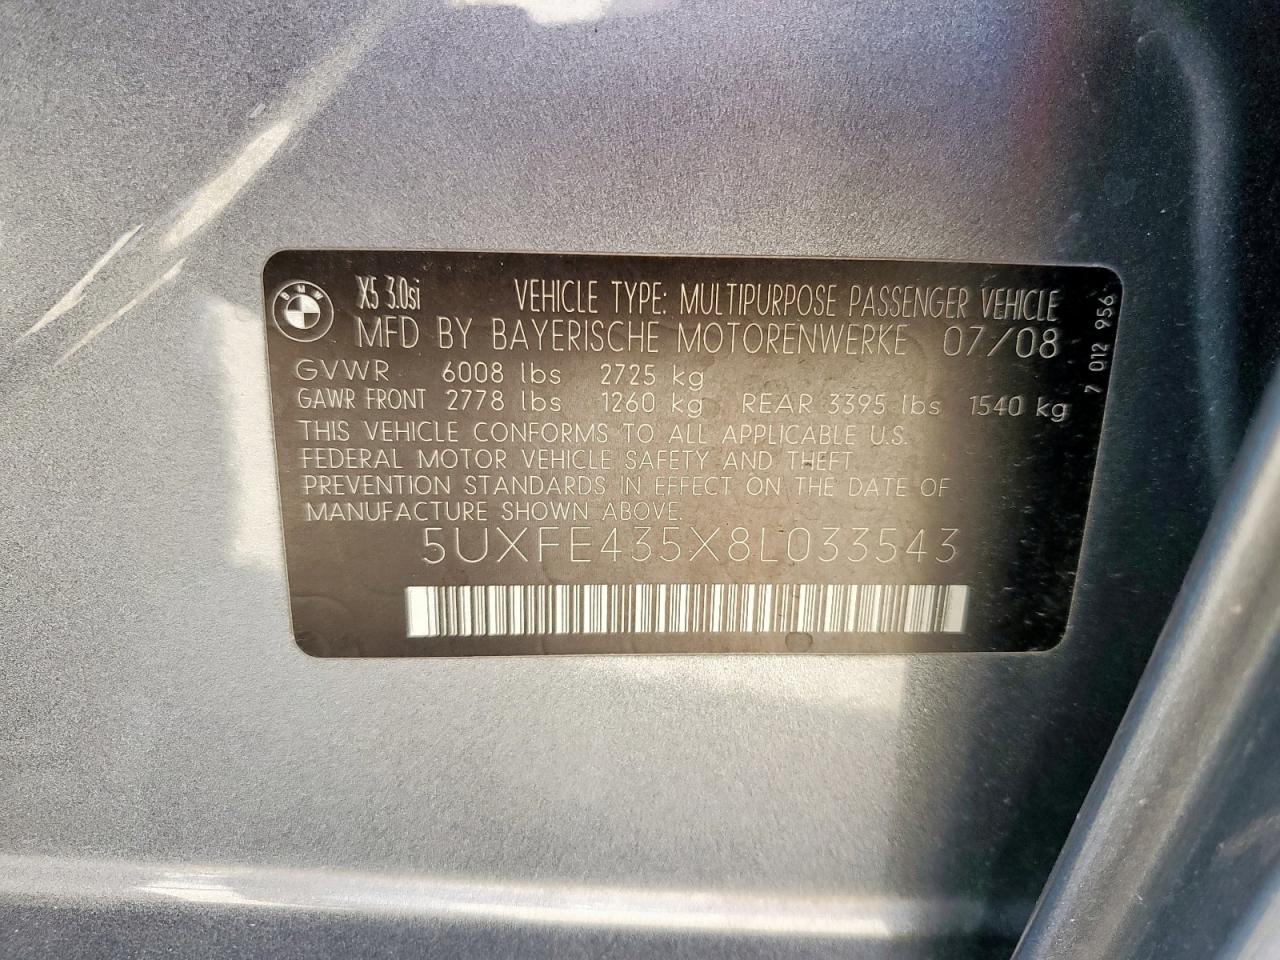 BMW
X5 3.0si VEHICLE TYPE: MULTIPURPOSE PASSENGER VEHICLE
MFD BY BAYERISCHE MOTORENWERKE 07/08
GVWR 6008 lbs 2725 kg
GAWR FRONT 2778 lbs 1260 kg REAR 3395 lbs 1540 kg
THIS VEHICLE CONFORMS TO ALL APPLICABLE U.S.
FEDERAL MOTOR VEHICLE SAFETY AND THEFT
PREVENTION STANDARDS IN EFFECT ON THE DATE OF
MANUFACTURE SHOWN ABOVE.
5UXFE435X8L033543
7 012 956